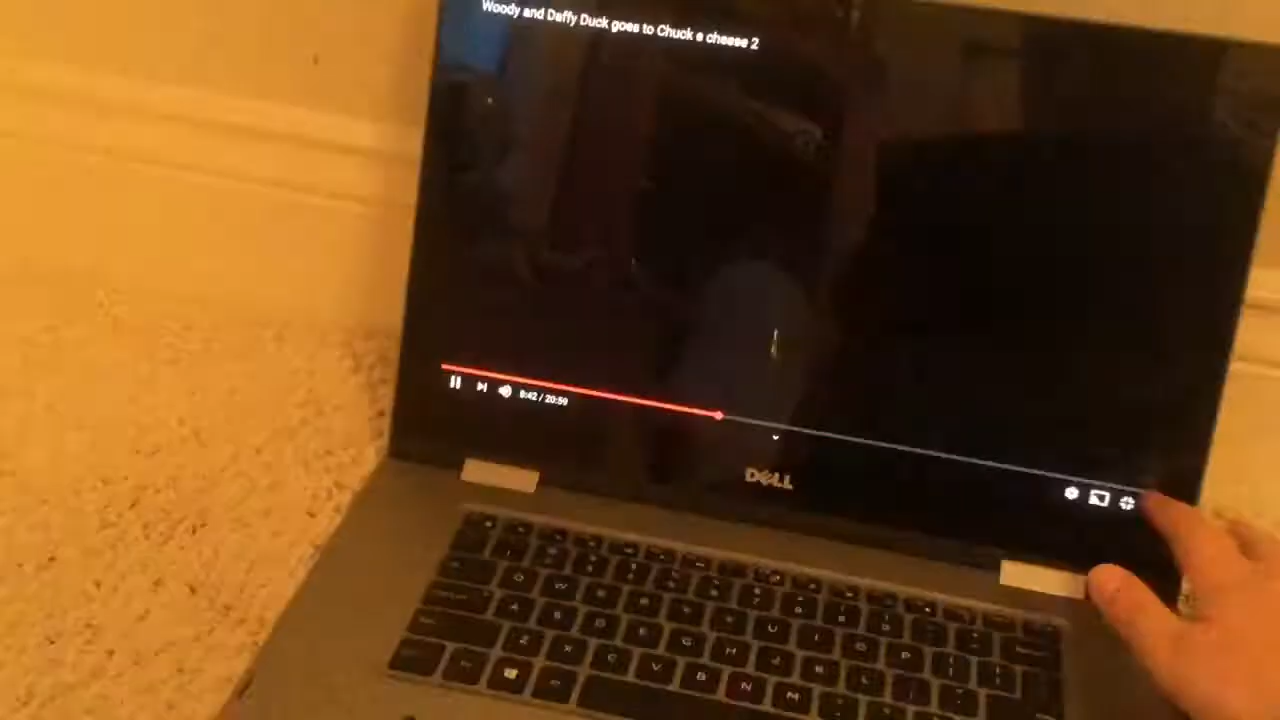 Woody and Daffy Duck goes to Chuck e cheese 2
8:42 / 20:59
DELL
Q W E R T Y U I O P
A S D F G H J K L
Z X C V B N M